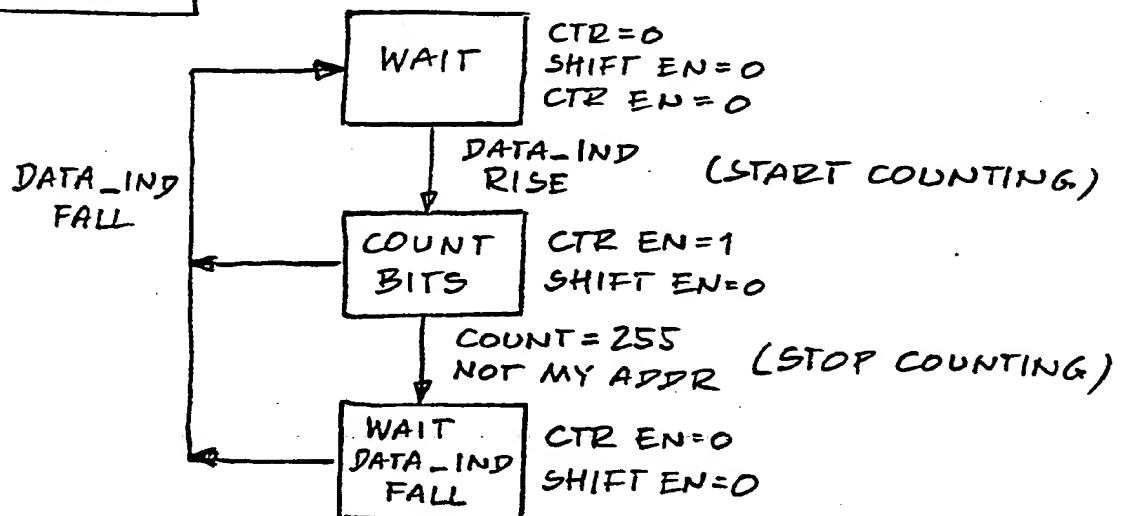 WAIT
CTR=0
SHIFT EN=0
CTR EN=0
DATA_IND
FALL
DATA_IND
RISE
(START COUNTING)
COUNT
BITS
CTR EN=1
SHIFT EN=0
COUNT=255
NOT MY ADDR
(STOP COUNTING)
WAIT
DATA_IND
FALL
CTR EN=0
SHIFT EN=0